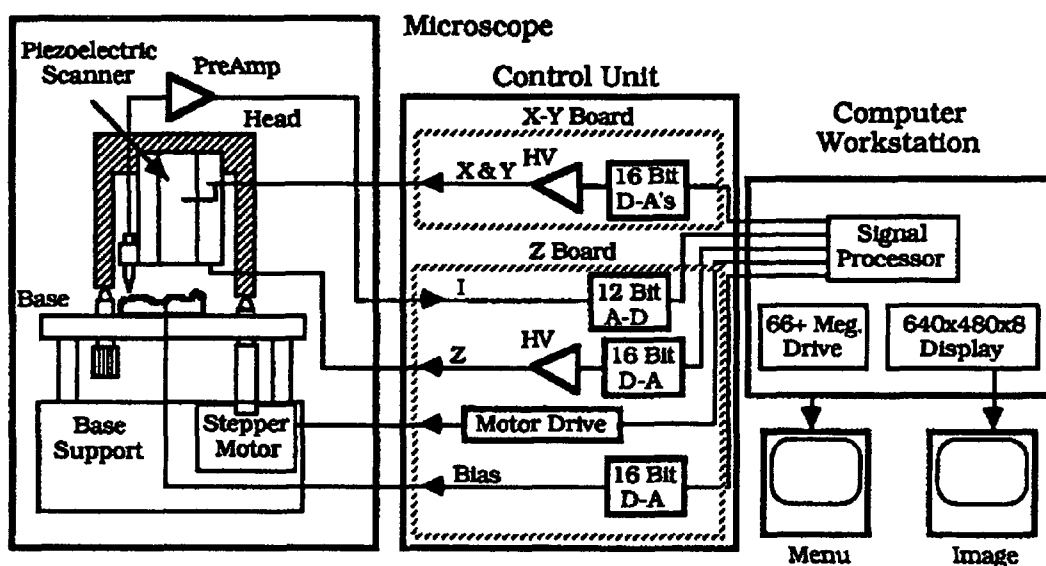 Microscope
Piezoelectric
Scanner
PreAmp
Head
Base
Base
Support
Stepper
Motor
Control Unit
X-Y Board
X & Y
HV
16 Bit
D-A's
Z Board
I
12 Bit
A-D
Z
HV
16 Bit
D-A
Motor Drive
Bias
16 Bit
D-A
Computer
Workstation
Signal
Processor
66+ Meg.
Drive
640x480x8
Display
Menu
Image